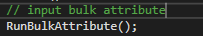 // input bulk attribute
RunBulkAttribute();